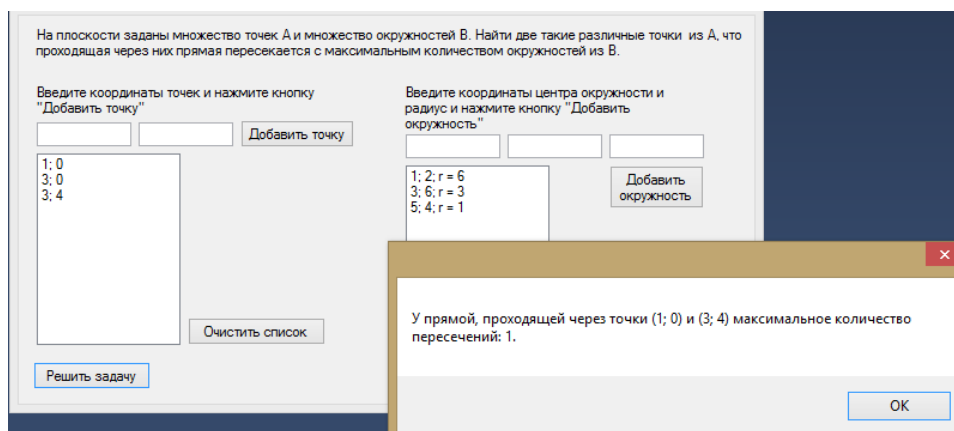 На плоскости заданы множество точек А и множество окружностей В. Найти две такие различные точки из А, что
проходящая через них прямая пересекается с максимальным количеством окружностей из В.
Введите координаты точек и нажмите кнопку
"Добавить точку"
Добавить точку
1; 0
3; 0
3; 4
Очистить список
Решить задачу
Введите координаты центра окружности и
радиус и нажмите кнопку "Добавить
окружность"
1; 2; r = 6
3; 6; r = 3
5; 4; r = 1
Добавить
окружность
У прямой, проходящей через точки (1; 0) и (3; 4) максимальное количество
пересечений: 1.
OK